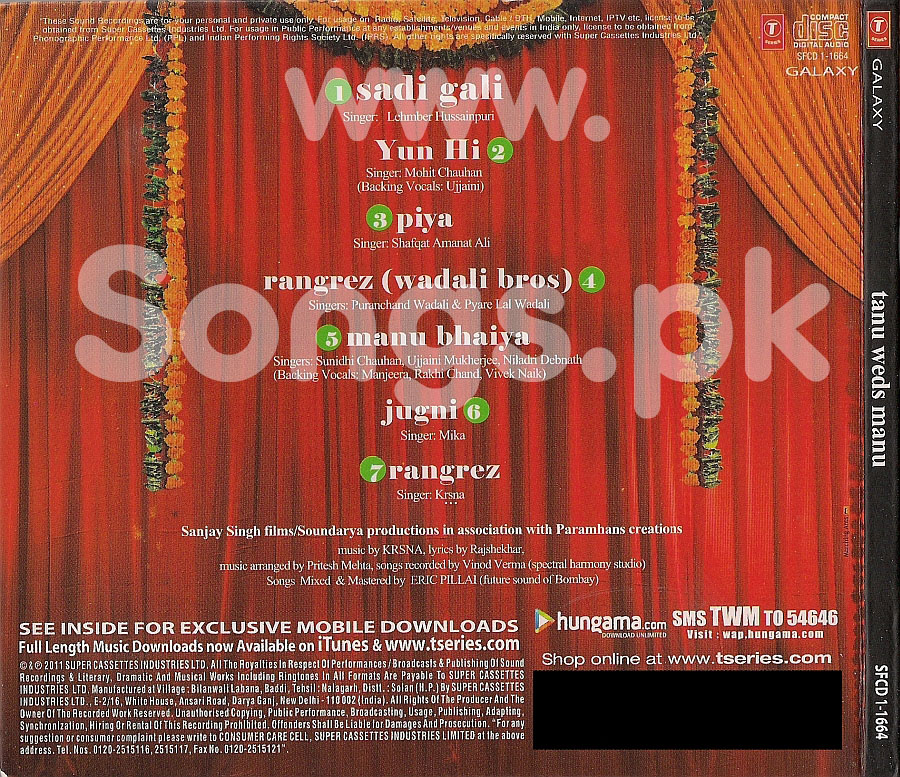 "These Sound Recordings are for your personal and private use only. For usage on Radio, Satelite, Television, Cable / DTH, Mobile, Internet, IPTV etc, license to be
obtained from Super Cassettes Industries Ltd. For usage in Public Performance at any establishments/venues and events in India only, license to be obtained from
Phonographic Performance Ltd. (PPL) and Indian Performing Rights Society Ltd, (IPRS). All other rights are specifically reserved with Super Cassettes Industries Ltd."
T
T-Series
COMPACT
disc
DIGITAL AUDIO
SFCD 1-1664
GALAXY
www.
Songs.pk
1 sadi gali
Singer: Lehmber Hussainpuri
Yun Hi 2
Singer: Mohit Chauhan
(Backing Vocals: Ujjaini)
3 piya
Singer: Shafqat Amanat Ali
rangrez (wadali bros) 4
Singers: Puranchand Wadali & Pyare Lal Wadali
5 manu bhaiya
Singers: Sunidhi Chauhan, Ujjaini Mukherjee, Niladri Debnath
(Backing Vocals: Manjeera, Rakhi Chand, Vivek Naik)
jugni 6
Singer: Mika
7 rangrez
Singer: Krsna
Sanjay Singh films/Soundarya productions in association with Paramhans creations
music by KRSNA, lyrics by Rajshekhar,
music arranged by Pritesh Mehta, songs recorded by Vinod Verma (spectral harmony studio)
Songs Mixed & Mastered by ERIC PILLAI (future sound of Bombay)
SEE INSIDE FOR EXCLUSIVE MOBILE DOWNLOADS
Full Length Music Downloads now Available on iTunes & www.tseries.com
© & ℗ 2011 SUPER CASSETTES INDUSTRIES LTD. All The Royalties In Respect Of Performances / Broadcasts & Publishing Of Sound
Recordings & Literary, Dramatic And Musical Works Including Ringtones In All Formats Are Payable To SUPER CASSETTES
INDUSTRIES LTD. Manufactured at Village: Bilanwali Labana, Baddi, Tehsil: Nalagarh, Distt.: Solan (H.P.) By SUPER CASSETTES
INDUSTRIES LTD., E-2/16, White House, Ansari Road, Darya Ganj, New Delhi - 110 002 (India). All Rights Of The Producer And The
Owner Of The Recorded Work Reserved. Unauthorised Copying, Public Performance, Broadcasting, Usage, Publishing, Adapting,
Synchronization, Hiring Or Rental Of This Recording Prohibited. Offenders Shall Be Liable for Damages And Prosccution. "For any
suggestion or consumer complaint please write to CONSUMER CARE CELL, SUPER CASSETTES INDUSTRIES LIMITED at the above
address. Tel. Nos. 0120-2515116, 2515117, Fax No. 0120-2515121".
hungama.com
DOWNLOAD UNLIMITED
SMS TWM TO 54646
Visit : wap.hungama.com
Shop online at www.tseries.com
T
T-Series
GALAXY
tanu weds manu
SFCD 1-1664